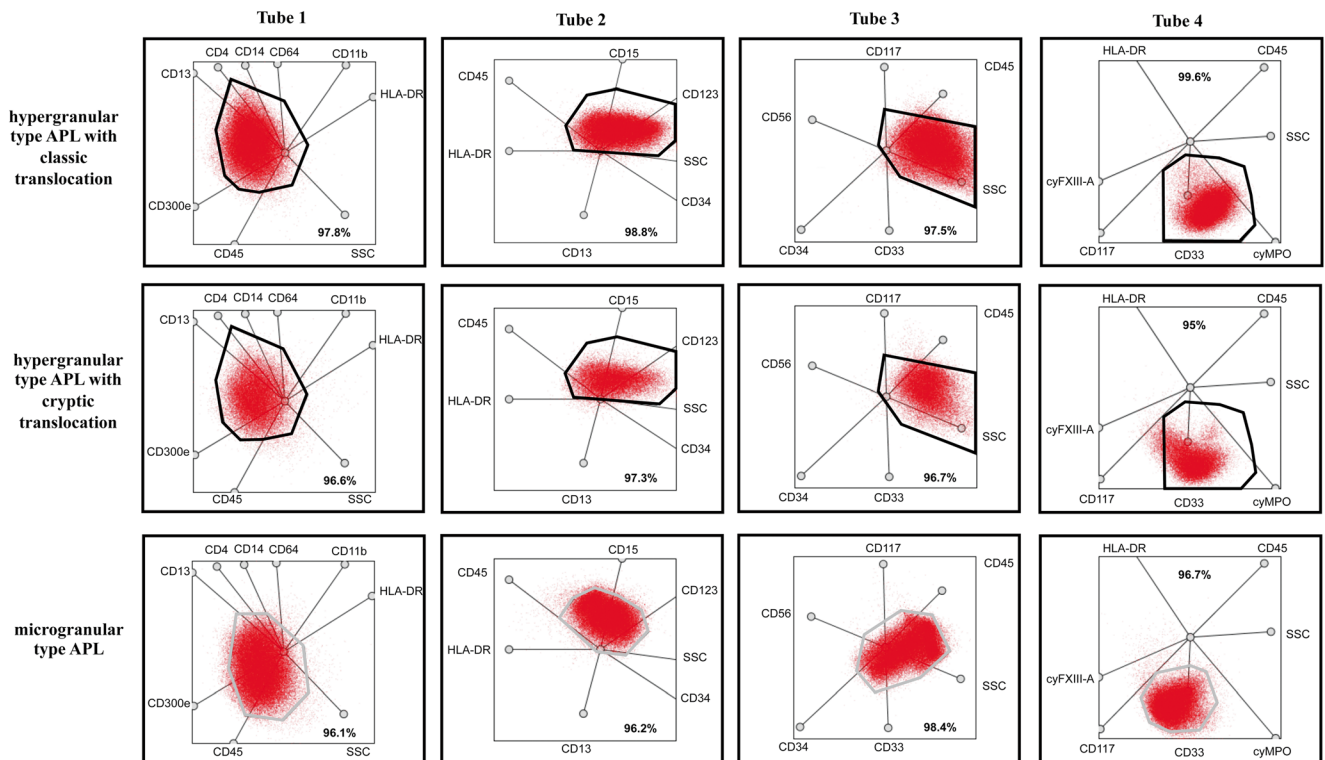 Tube 1
Tube 2
Tube 3
Tube 4
hypergranular
type APL with
classic
translocation
CD4
CD14
CD64
CD11b
CD13
HLA-DR
CD300e
97.8%
CD45
SSC
CD15
CD45
CD123
HLA-DR
SSC
CD34
98.8%
CD13
CD117
CD45
CD56
SSC
97.5%
CD34
CD33
HLA-DR
CD45
99.6%
SSC
cyFXIII-A
CD117
CD33
cyMPO
hypergranular
type APL with
cryptic
translocation
CD4
CD14
CD64
CD11b
CD13
HLA-DR
CD300e
96.6%
CD45
SSC
CD15
CD45
CD123
HLA-DR
SSC
CD34
97.3%
CD13
CD117
CD45
CD56
SSC
96.7%
CD34
CD33
HLA-DR
CD45
95%
SSC
cyFXIII-A
CD117
CD33
cyMPO
microgranular
type APL
CD4
CD14
CD64
CD11b
CD13
HLA-DR
CD300e
96.1%
CD45
SSC
CD15
CD45
CD123
HLA-DR
SSC
CD34
96.2%
CD13
CD117
CD45
CD56
SSC
98.4%
CD34
CD33
HLA-DR
CD45
96.7%
SSC
cyFXIII-A
CD117
CD33
cyMPO